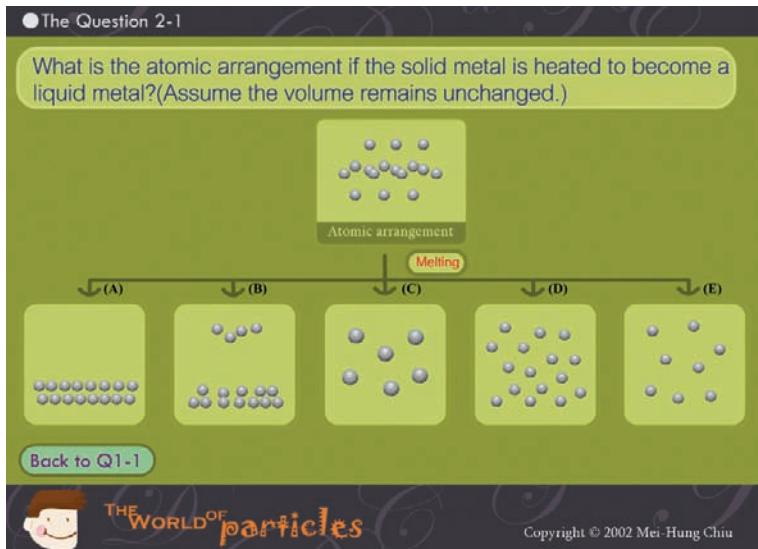 The Question 2-1
What is the atomic arrangement if the solid metal is heated to become a
liquid metal?(Assume the volume remains unchanged.)
Atomic arrangement
Melting
(A) (B) (C) (D) (E)
Back to Q1-1
THE WORLD OF particles
Copyright © 2002 Mei-Hung Chiu